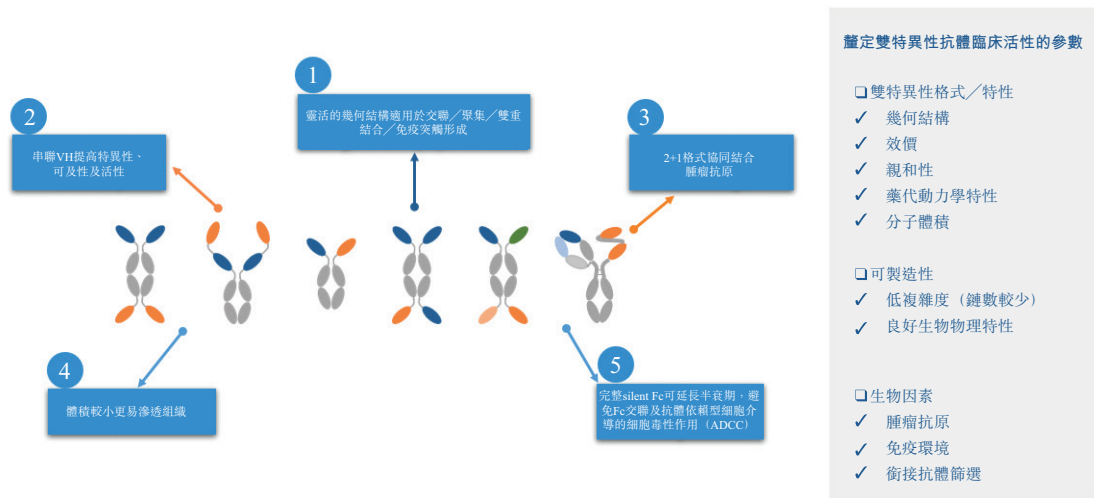 1
靈活的幾何結構適用於交聯╱聚集╱雙重
結合╱免疫突觸形成
2
串聯VH提高特異性、
可及性及活性
3
2+1格式協同結合
腫瘤抗原
4
體積較小更易滲透組織
5
完整silent Fc可延長半衰期，避
免Fc交聯及抗體依賴型細胞介
導的細胞毒性作用（ADCC）
釐定雙特異性抗體臨床活性的參數
❑雙特異性格式╱特性
✓ 幾何結構
✓ 效價
✓ 親和性
✓ 藥代動力學特性
✓ 分子體積
❑可製造性
✓ 低複雜度（鏈數較少）
✓ 良好生物物理特性
❑生物因素
✓ 腫瘤抗原
✓ 免疫環境
✓ 銜接抗體篩選